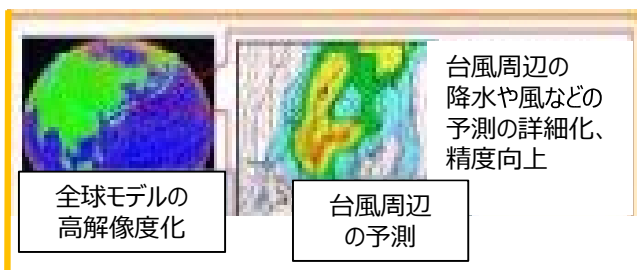 台風周辺の
降水や風などの
予測の詳細化、
精度向上
全球モデルの
高解像度化
台風周辺
の予測